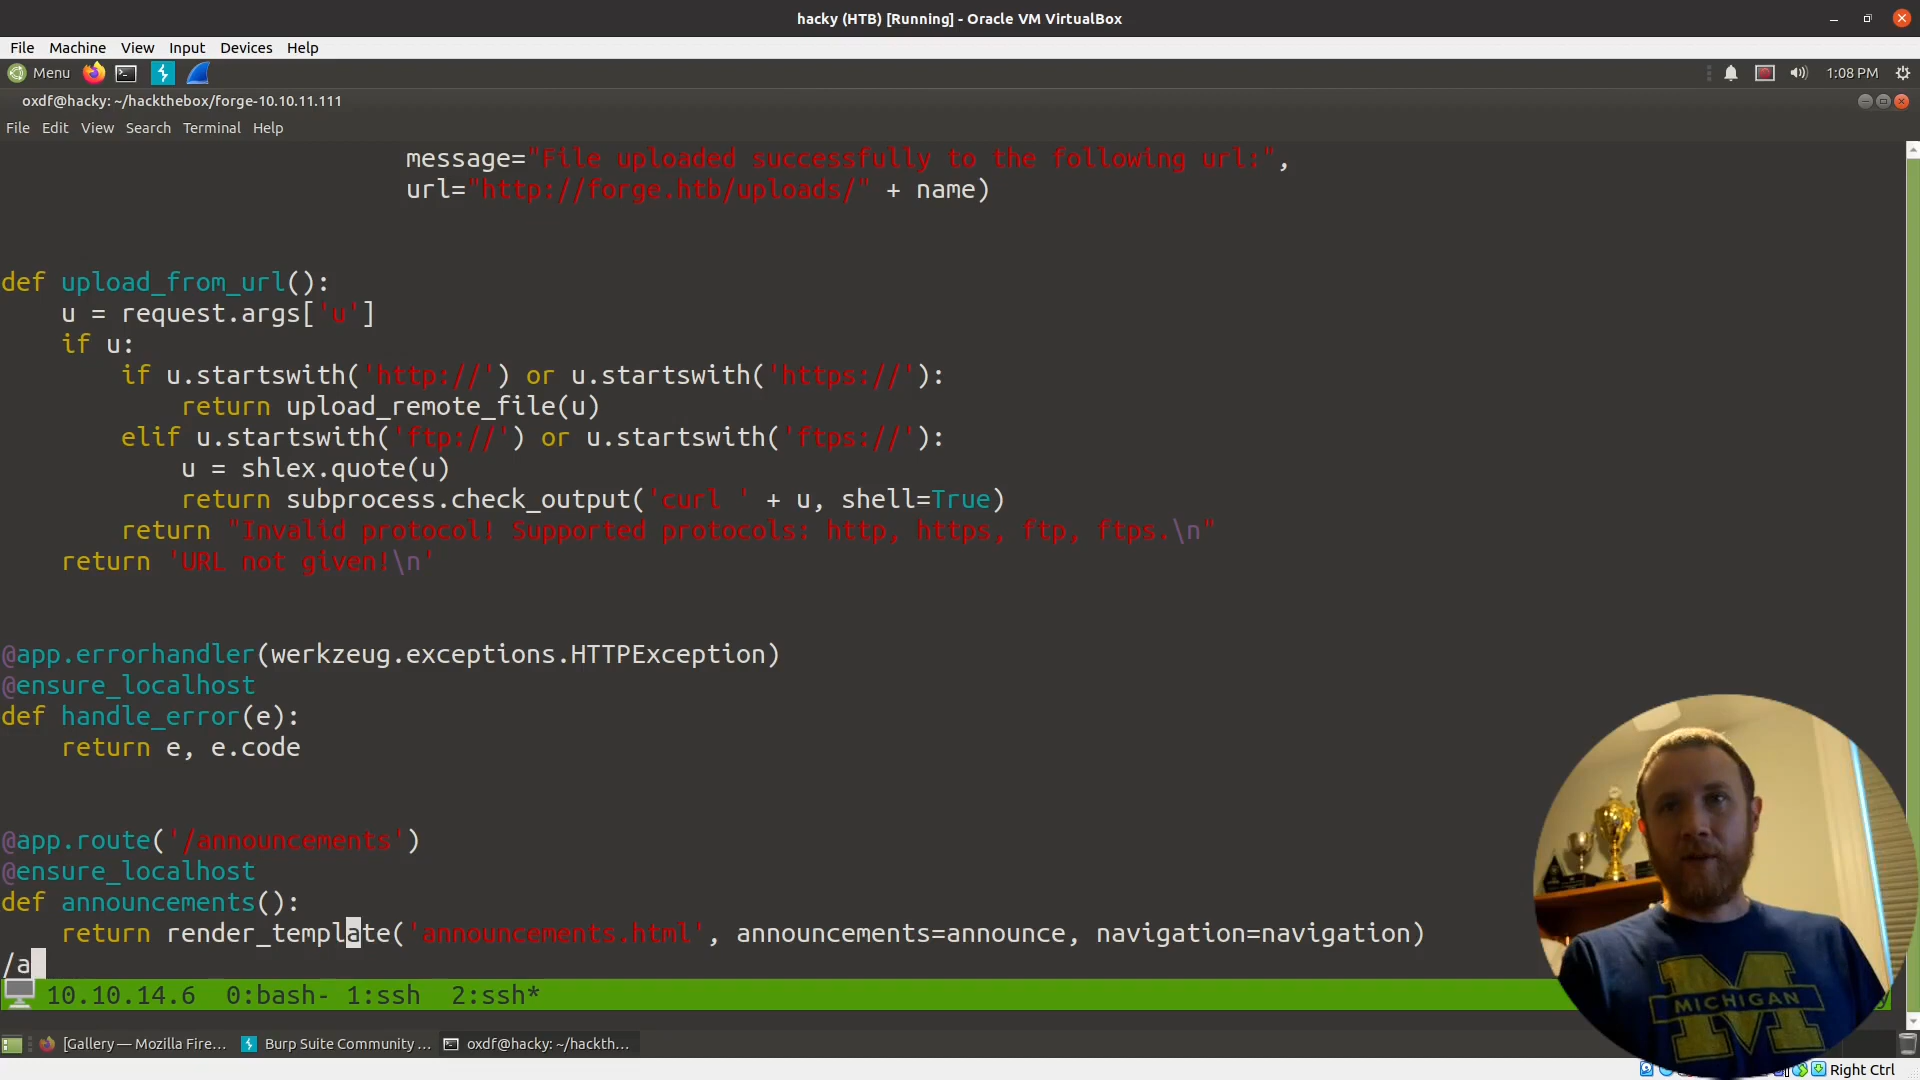 hacky (HTB) [Running] - Oracle VM VirtualBox
File Machine View Input Devices Help
Menu 1:08 PM
oxdf@hacky: ~/hackthebox/forge-10.10.11.111
File Edit View Search Terminal Help
message="File uploaded successfully to the following url:",
url="http://forge.htb/uploads/" + name)
def upload_from_url():
u = request.args['u']
if u:
if u.startswith('http://') or u.startswith('https://'):
return upload_remote_file(u)
elif u.startswith('ftp://') or u.startswith('ftps://'):
u = shlex.quote(u)
return subprocess.check_output('curl ' + u, shell=True)
return "Invalid protocol! Supported protocols: http, https, ftp, ftps.\n"
return 'URL not given!\n'
@app.errorhandler(werkzeug.exceptions.HTTPException)
@ensure_localhost
def handle_error(e):
return e, e.code
@app.route('/announcements')
@ensure_localhost
def announcements():
return render_template('announcements.html', announcements=announce, navigation=navigation)
/a
MICHIGAN
10.10.14.6 0:bash- 1:ssh 2:ssh*
[Gallery — Mozilla Fire... Burp Suite Community ... oxdf@hacky: ~/hackth...
Right Ctrl